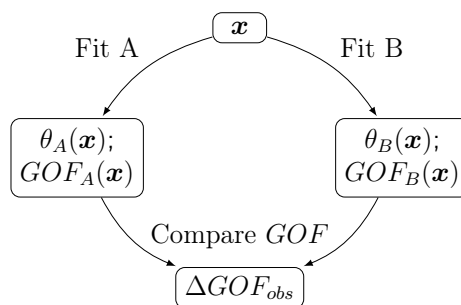 x
Fit A
Fit B
θ_A(x);
GOF_A(x)
θ_B(x);
GOF_B(x)
Compare GOF
ΔGOF_obs